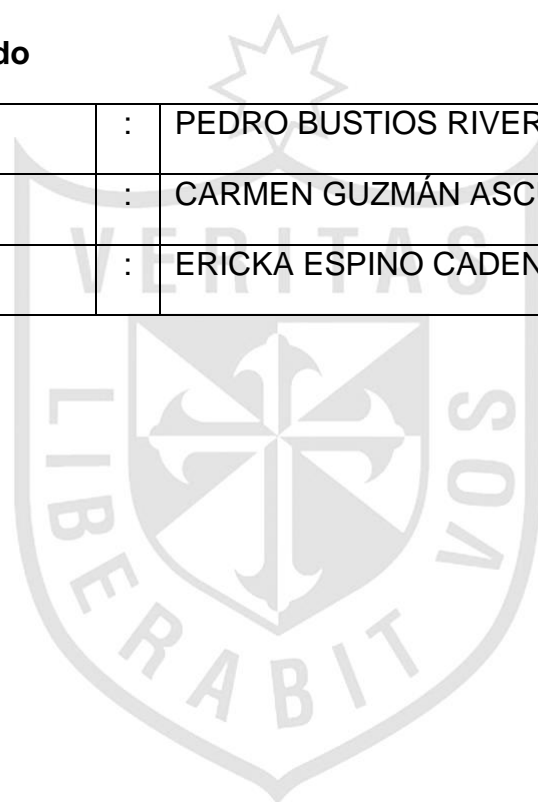 do
: PEDRO BUSTIOS RIVER
: CARMEN GUZMÁN ASC
: ERICKA ESPINO CADEN
VERITAS
LIBERABIT VOS